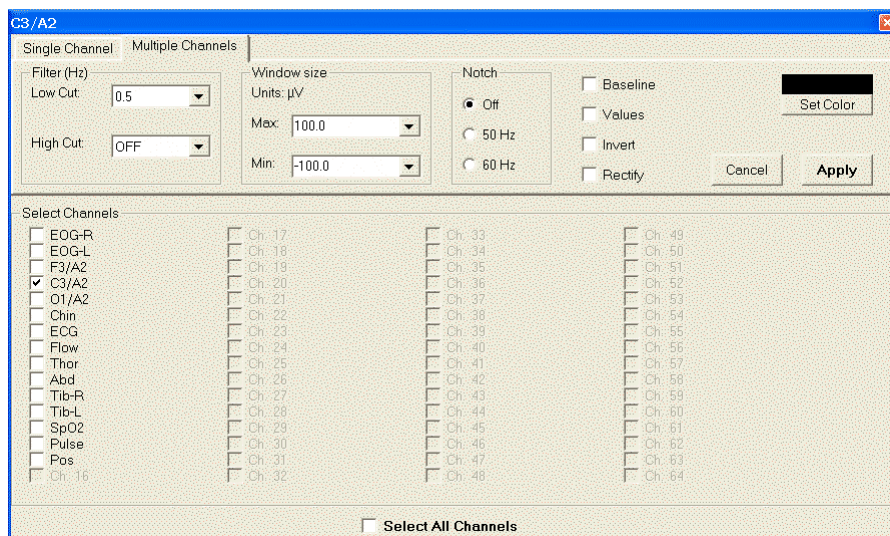 C3/A2
Single Channel Multiple Channels
Filter (Hz) Window size Notch
Low Cut: 0.5 Units: µV Off Baseline
Max: 100.0 50 Hz Values Set Color
High Cut: OFF Min: -100.0 60 Hz Invert
Rectify Cancel Apply
Select Channels
EOG-R Ch. 17 Ch. 33 Ch. 49
EOG-L Ch. 18 Ch. 34 Ch. 50
F3/A2 Ch. 19 Ch. 35 Ch. 51
C3/A2 Ch. 20 Ch. 36 Ch. 52
O1/A2 Ch. 21 Ch. 37 Ch. 53
Chin Ch. 22 Ch. 38 Ch. 54
ECG Ch. 23 Ch. 39 Ch. 55
Flow Ch. 24 Ch. 40 Ch. 56
Thor Ch. 25 Ch. 41 Ch. 57
Abd Ch. 26 Ch. 42 Ch. 58
Tib-R Ch. 27 Ch. 43 Ch. 59
Tib-L Ch. 28 Ch. 44 Ch. 60
SpO2 Ch. 29 Ch. 45 Ch. 61
Pulse Ch. 30 Ch. 46 Ch. 62
Pos Ch. 31 Ch. 47 Ch. 63
Ch. 16 Ch. 32 Ch. 48 Ch. 64
Select All Channels